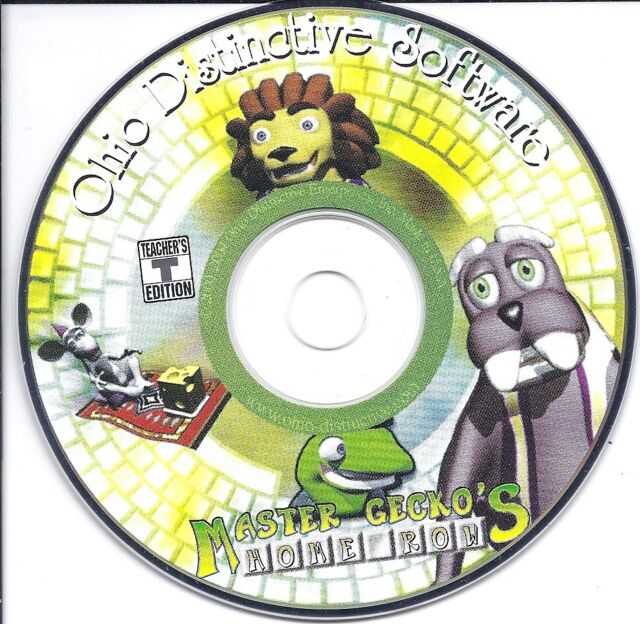 Ohio Distinctive Software
TEACHER'S
T
EDITION
MASTER GECKO'S
HOME ROW